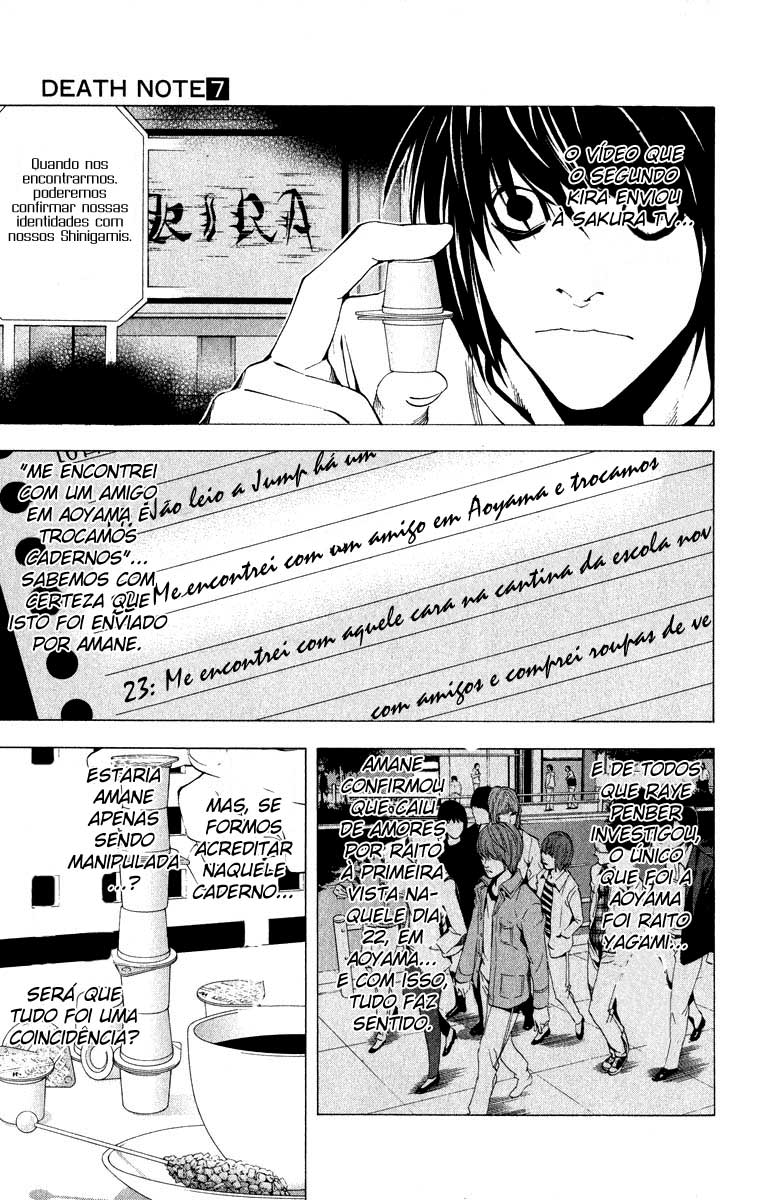 DEATH NOTE 7
O VÍDEO QUE
O SEGUNDO
KIRA ENVIOU
À SAKURA TV...
Quando nos
encontrarmos.
poderemos
confirmar nossas
identidades com
nossos Shinigamis.
KIRA
"ME ENCONTREI
COM UM AMIGO
EM AOYAMA E
TROCAMOS
CADERNOS"...
SABEMOS COM
CERTEZA QUE
ISTO FOI ENVIADO
POR AMANE.
Não leio a Jump há um
Me encontrei com um amigo em Aoyama e trocamos
Me encontrei com aquele cara na cantina da escola nov
23: Me encontrei
com amigos e comprei roupas de ve
E DE TODOS
QUE RAYE
PENBER
INVESTIGOU,
O ÚNICO
QUE FOI À
AOYAMA
FOI RAITO
YAGAMI...
AMANE
CONFIRMOU
QUE CAIU
DE AMORES
POR RAITO
À PRIMEIRA
VISTA NA-
QUELE DIA
22, EM
AOYAMA...
E COM ISSO,
TUDO FAZ
SENTIDO.
MAS, SE
FORMOS
ACREDITAR
NAQUELE
CADERNO...
ESTARIA
AMANE
APENAS
SENDO
MANIPULADA
...?
SERÁ QUE
TUDO FOI UMA
COINCIDÊNCIA?